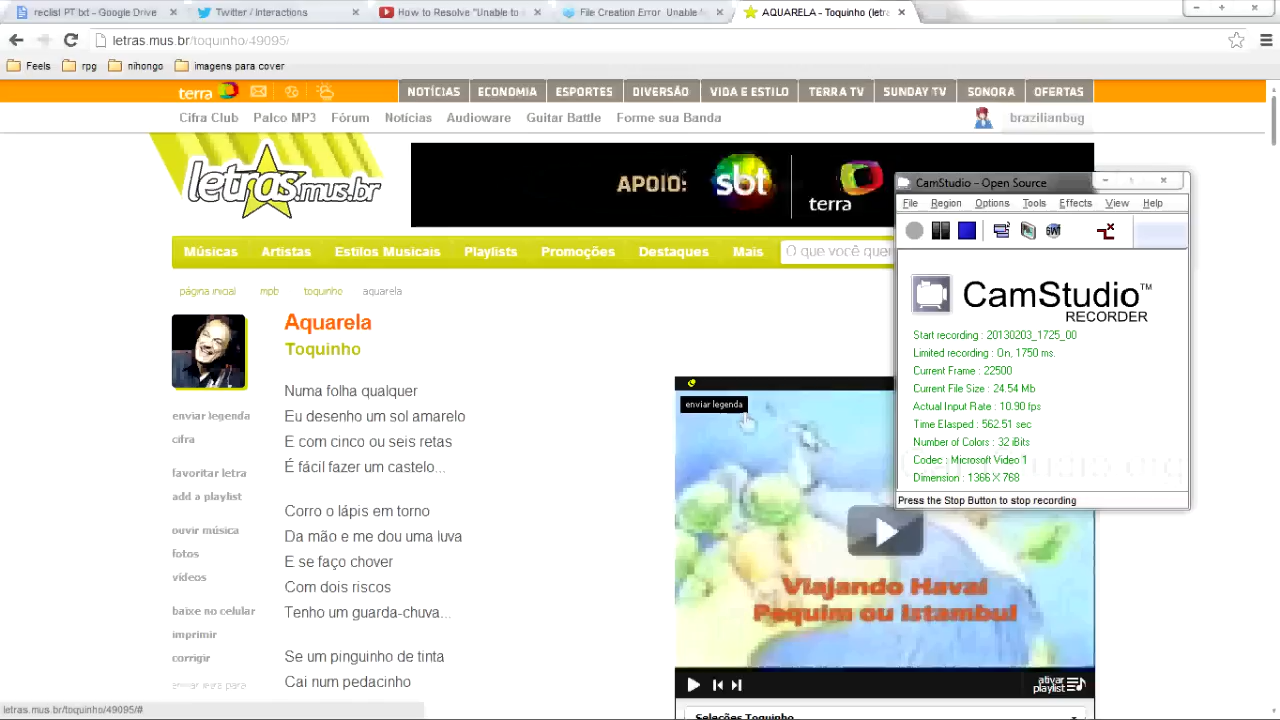 reclist PT.txt - Google Drive
Twitter / Interactions
How to Resolve "Unable to
File Creation Error. Unable
AQUARELA - Toquinho (letr
letras.mus.br/toquinho/49095/
Feels rpg nihongo imagens para cover
terra
NOTÍCIAS ECONOMIA ESPORTES DIVERSÃO VIDA E ESTILO TERRA TV SUNDAY TV SONORA OFERTAS
Cifra Club Palco MP3 Fórum Notícias Audioware Guitar Battle Forme sua Banda
brazilianbug
letras.mus.br
APOIO: sbt terra
Músicas Artistas Estilos Musicais Playlists Promoções Destaques Mais
O que você quer
página inicial mpb toquinho aquarela
Aquarela
Toquinho
Numa folha qualquer
Eu desenho um sol amarelo
E com cinco ou seis retas
É fácil fazer um castelo...
Corro o lápis em torno
Da mão e me dou uma luva
E se faço chover
Com dois riscos
Tenho um guarda-chuva...
Se um pinguinho de tinta
Cai num pedacinho
enviar legenda
cifra
favoritar letra
add a playlist
ouvir música
fotos
vídeos
baixe no celular
imprimir
corrigir
enviar letra para
letras.mus.br/toquinho/49095/#
enviar legenda
Viajando Havaí
Paquim ou Istambul
ativar
playlist
Seleções Toquinho
CamStudio - Open Source
File Region Options Tools Effects View Help
CamStudio™
RECORDER
Start recording : 20130203_1725_00
Limited recording : On, 1750 ms.
Current Frame : 22500
Current File Size : 24.54 Mb
Actual Input Rate : 10.90 fps
Time Elasped : 562.51 sec
Number of Colors : 32 iBits
Codec : Microsoft Video 1
Dimension : 1366 X 768
Press the Stop Button to stop recording